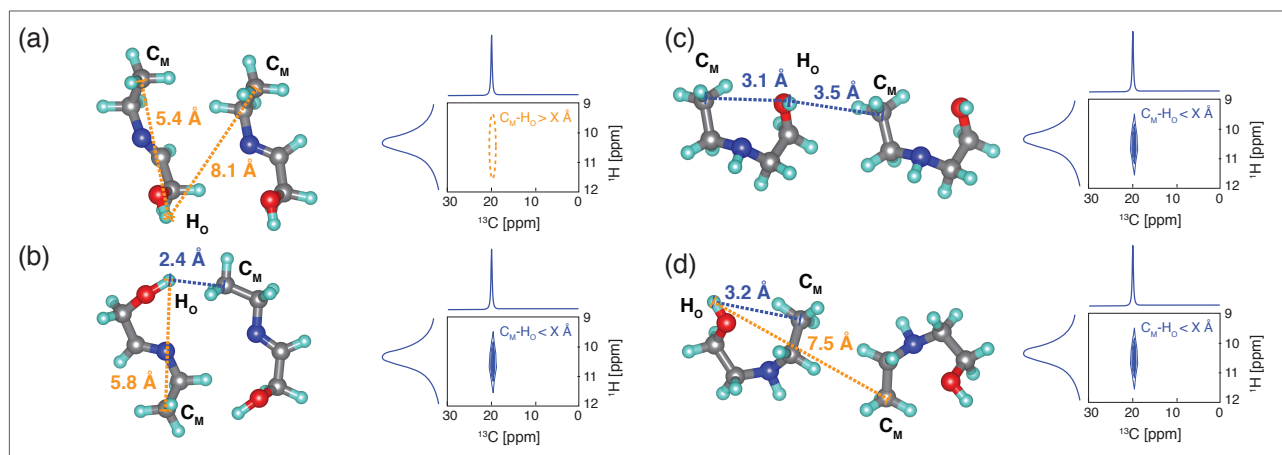 (a)
C_M
C_M
5.4 Å
8.1 Å
H_O
C_M-H_O > X Å
9
10
11
12
¹H [ppm]
30
20
10
0
¹³C [ppm]
(b)
2.4 Å
C_M
H_O
5.8 Å
C_M
C_M-H_O < X Å
9
10
11
12
¹H [ppm]
30
20
10
0
¹³C [ppm]
(c)
C_M
H_O
3.1 Å
3.5 Å
C_M
C_M-H_O < X Å
9
10
11
12
¹H [ppm]
30
20
10
0
¹³C [ppm]
(d)
H_O
3.2 Å
C_M
7.5 Å
C_M
C_M-H_O < X Å
9
10
11
12
¹H [ppm]
30
20
10
0
¹³C [ppm]